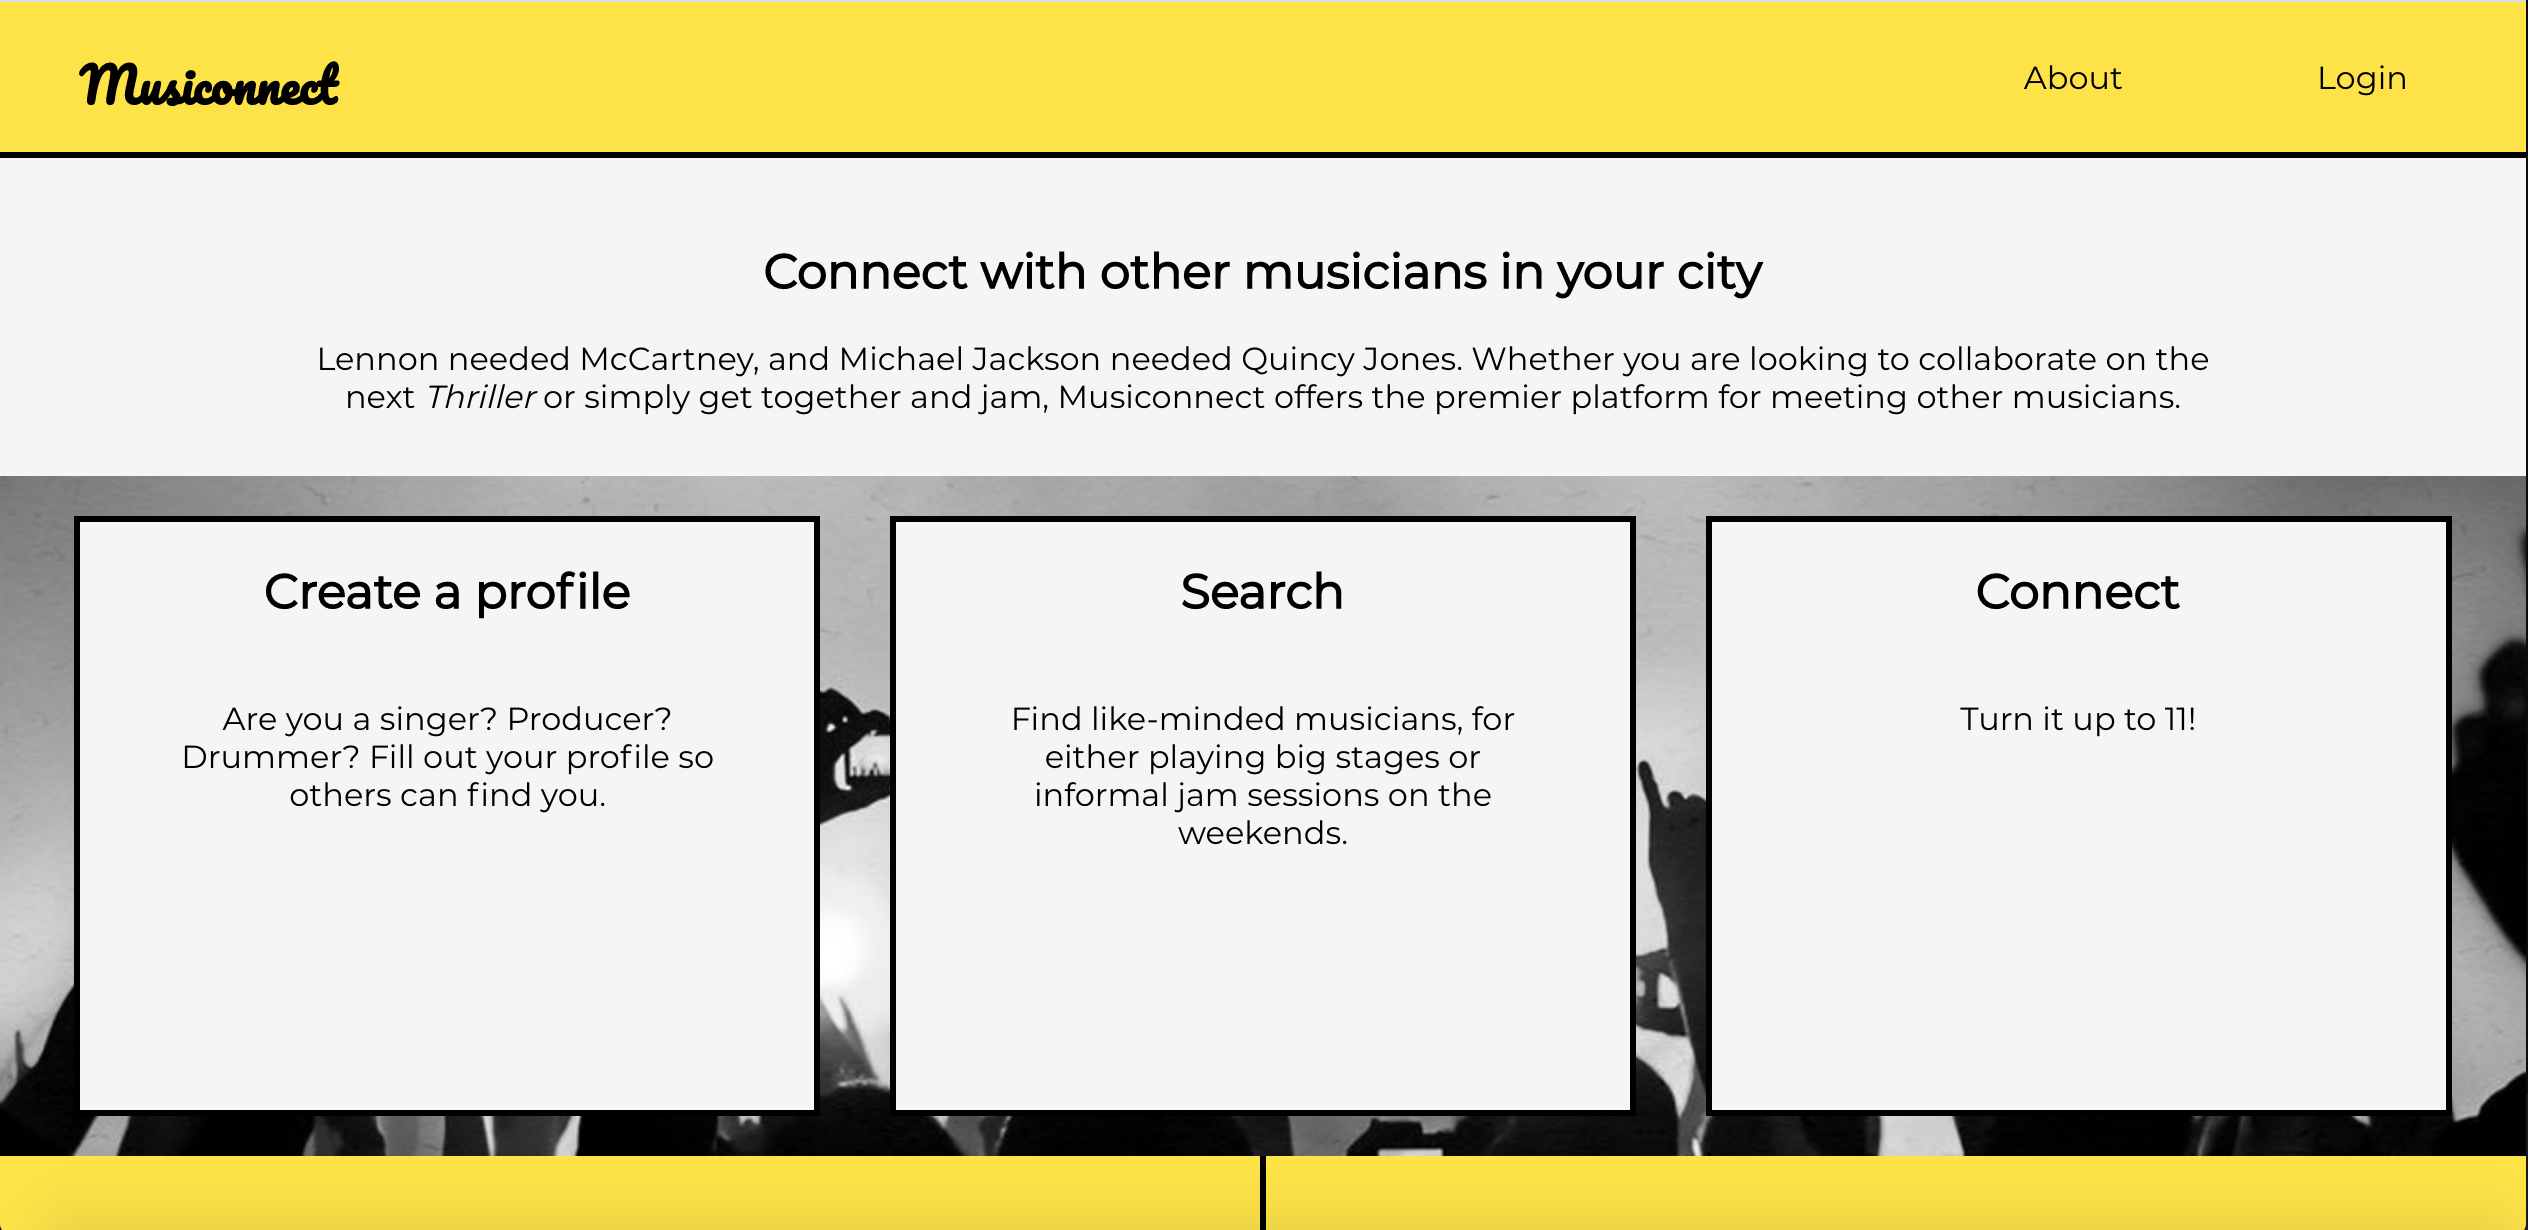 Musiconnect
About
Login
Connect with other musicians in your city
Lennon needed McCartney, and Michael Jackson needed Quincy Jones. Whether you are looking to collaborate on the
next Thriller or simply get together and jam, Musiconnect offers the premier platform for meeting other musicians.
Create a profile
Are you a singer? Producer?
Drummer? Fill out your profile so
others can find you.
Search
Find like-minded musicians, for
either playing big stages or
informal jam sessions on the
weekends.
Connect
Turn it up to 11!